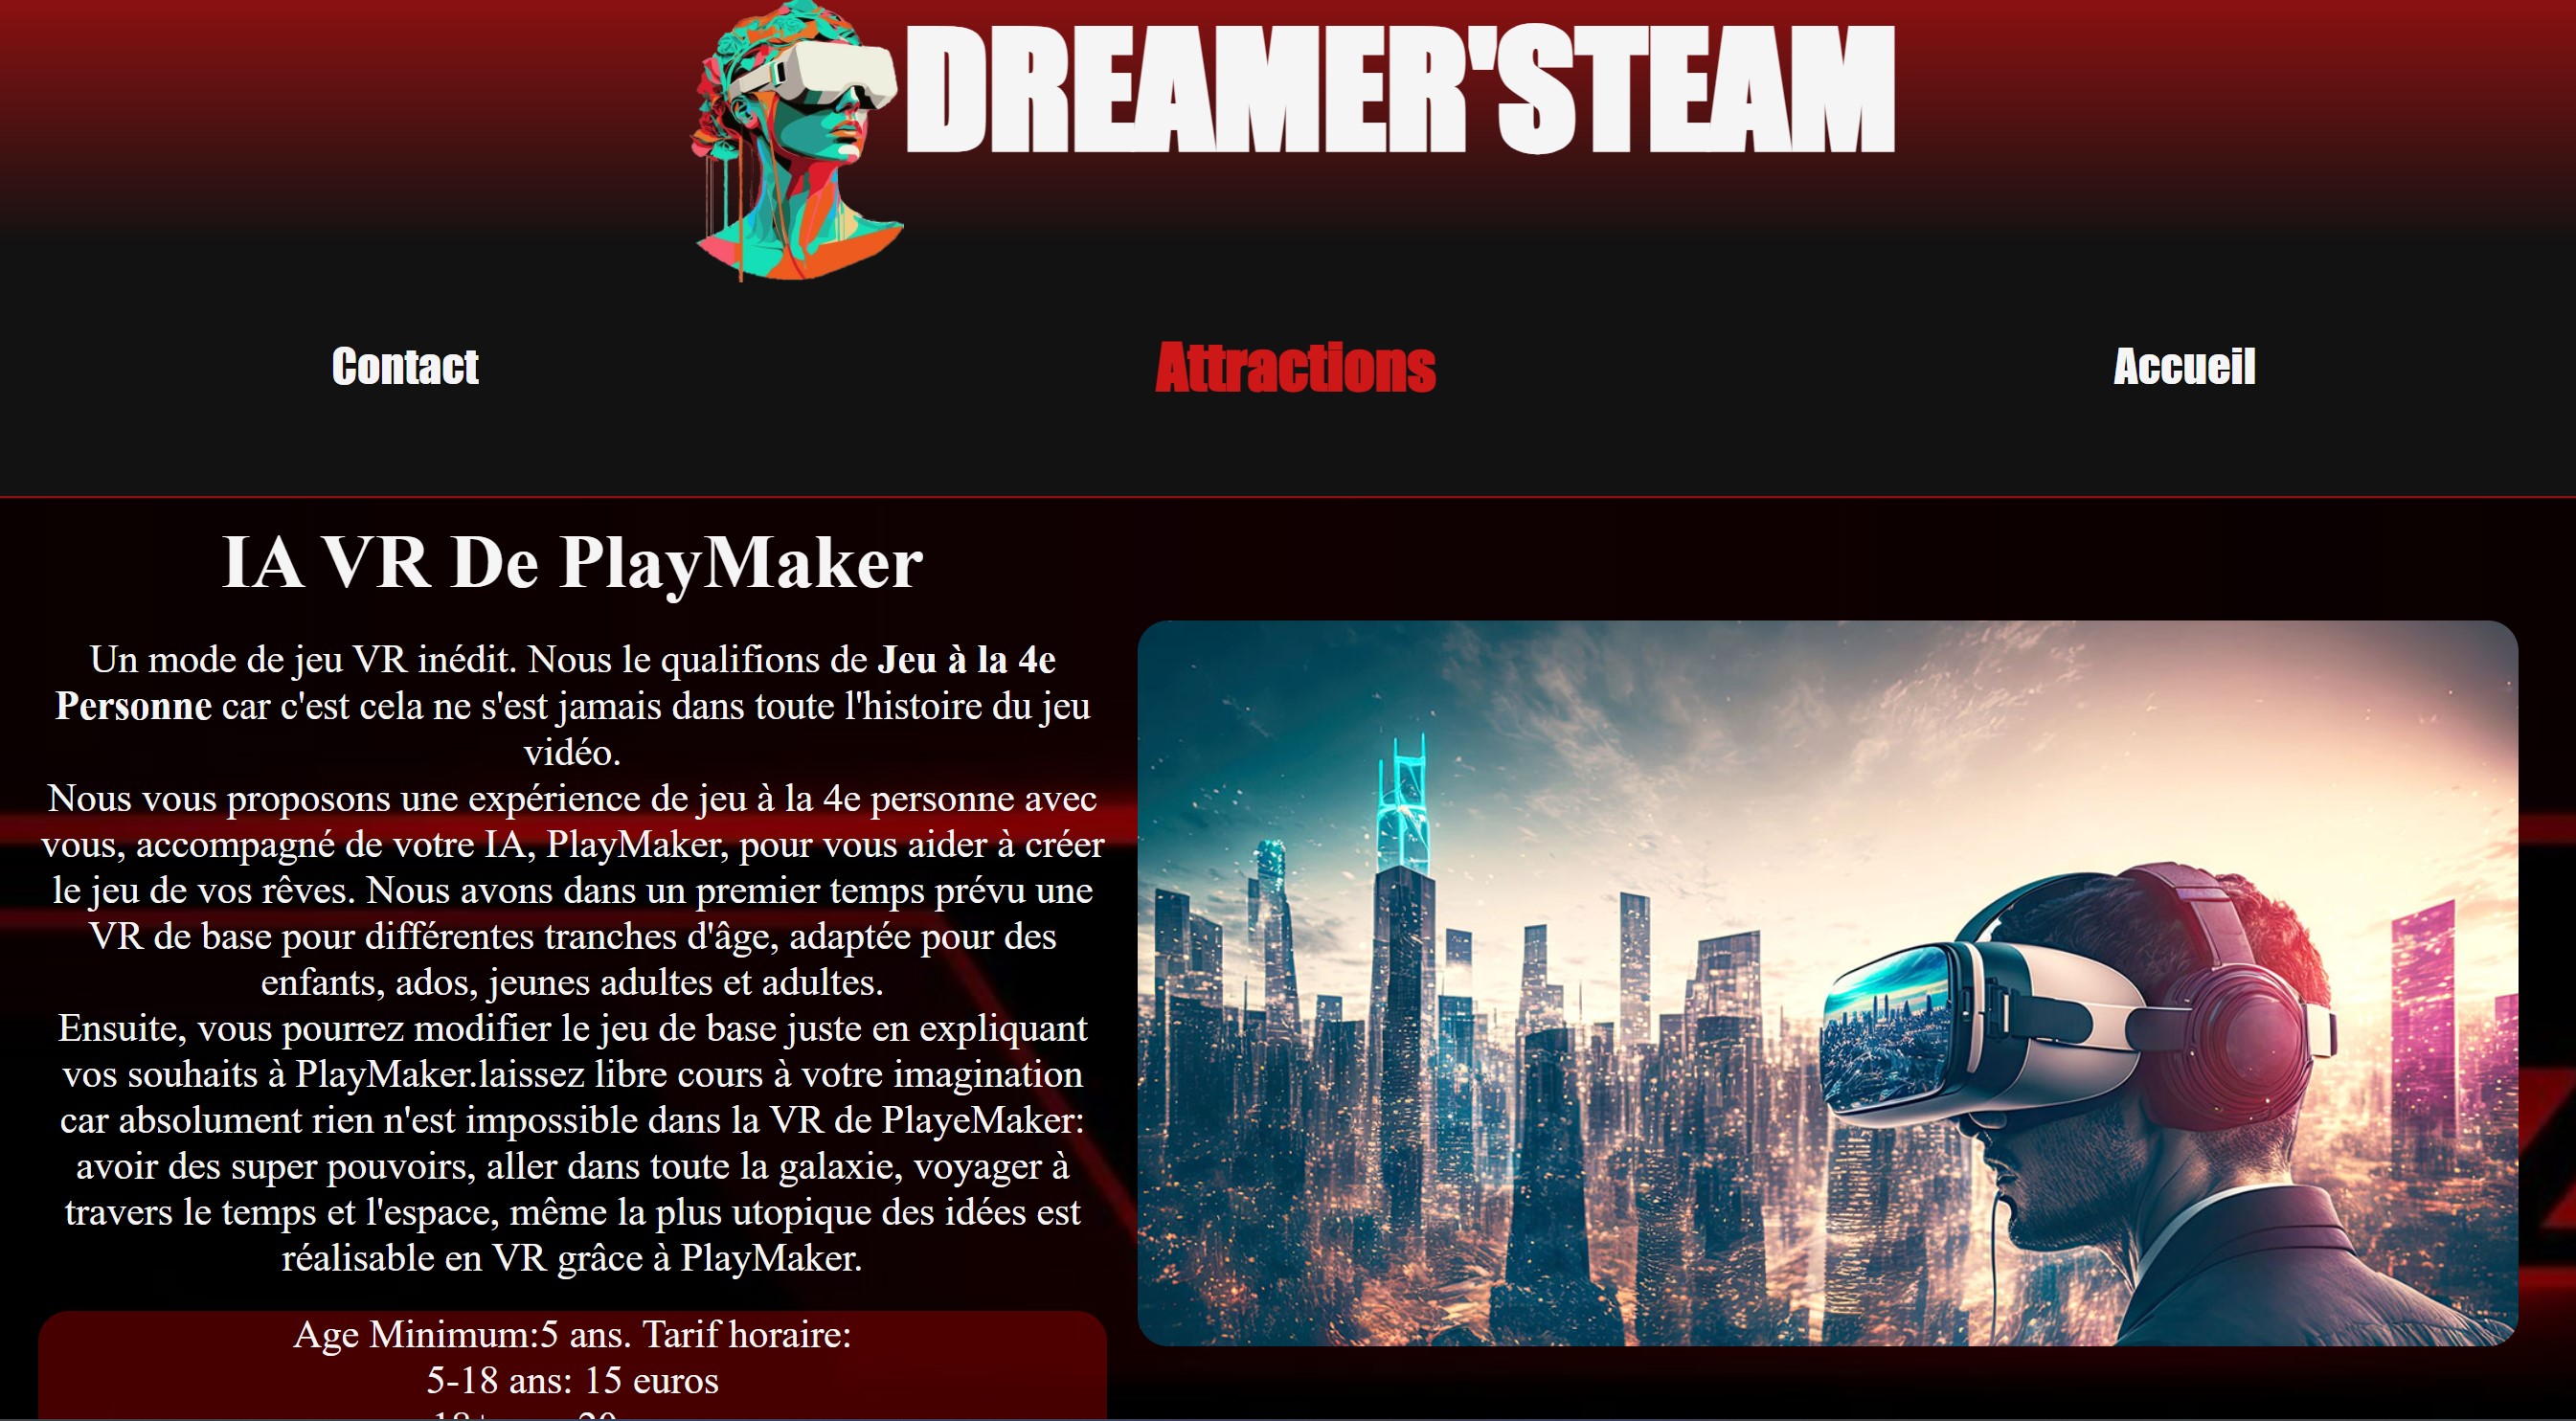 DREAMER'STEAM
Contact
Attractions
Accueil
IA VR De PlayMaker
Un mode de jeu VR inédit. Nous le qualifions de Jeu à la 4e
Personne car c'est cela ne s'est jamais dans toute l'histoire du jeu
vidéo.
Nous vous proposons une expérience de jeu à la 4e personne avec
vous, accompagné de votre IA, PlayMaker, pour vous aider à créer
le jeu de vos rêves. Nous avons dans un premier temps prévu une
VR de base pour différentes tranches d'âge, adaptée pour des
enfants, ados, jeunes adultes et adultes.
Ensuite, vous pourrez modifier le jeu de base juste en expliquant
vos souhaits à PlayMaker.laissez libre cours à votre imagination
car absolument rien n'est impossible dans la VR de PlayeMaker:
avoir des super pouvoirs, aller dans toute la galaxie, voyager à
travers le temps et l'espace, même la plus utopique des idées est
réalisable en VR grâce à PlayMaker.
Age Minimum:5 ans. Tarif horaire:
5-18 ans: 15 euros